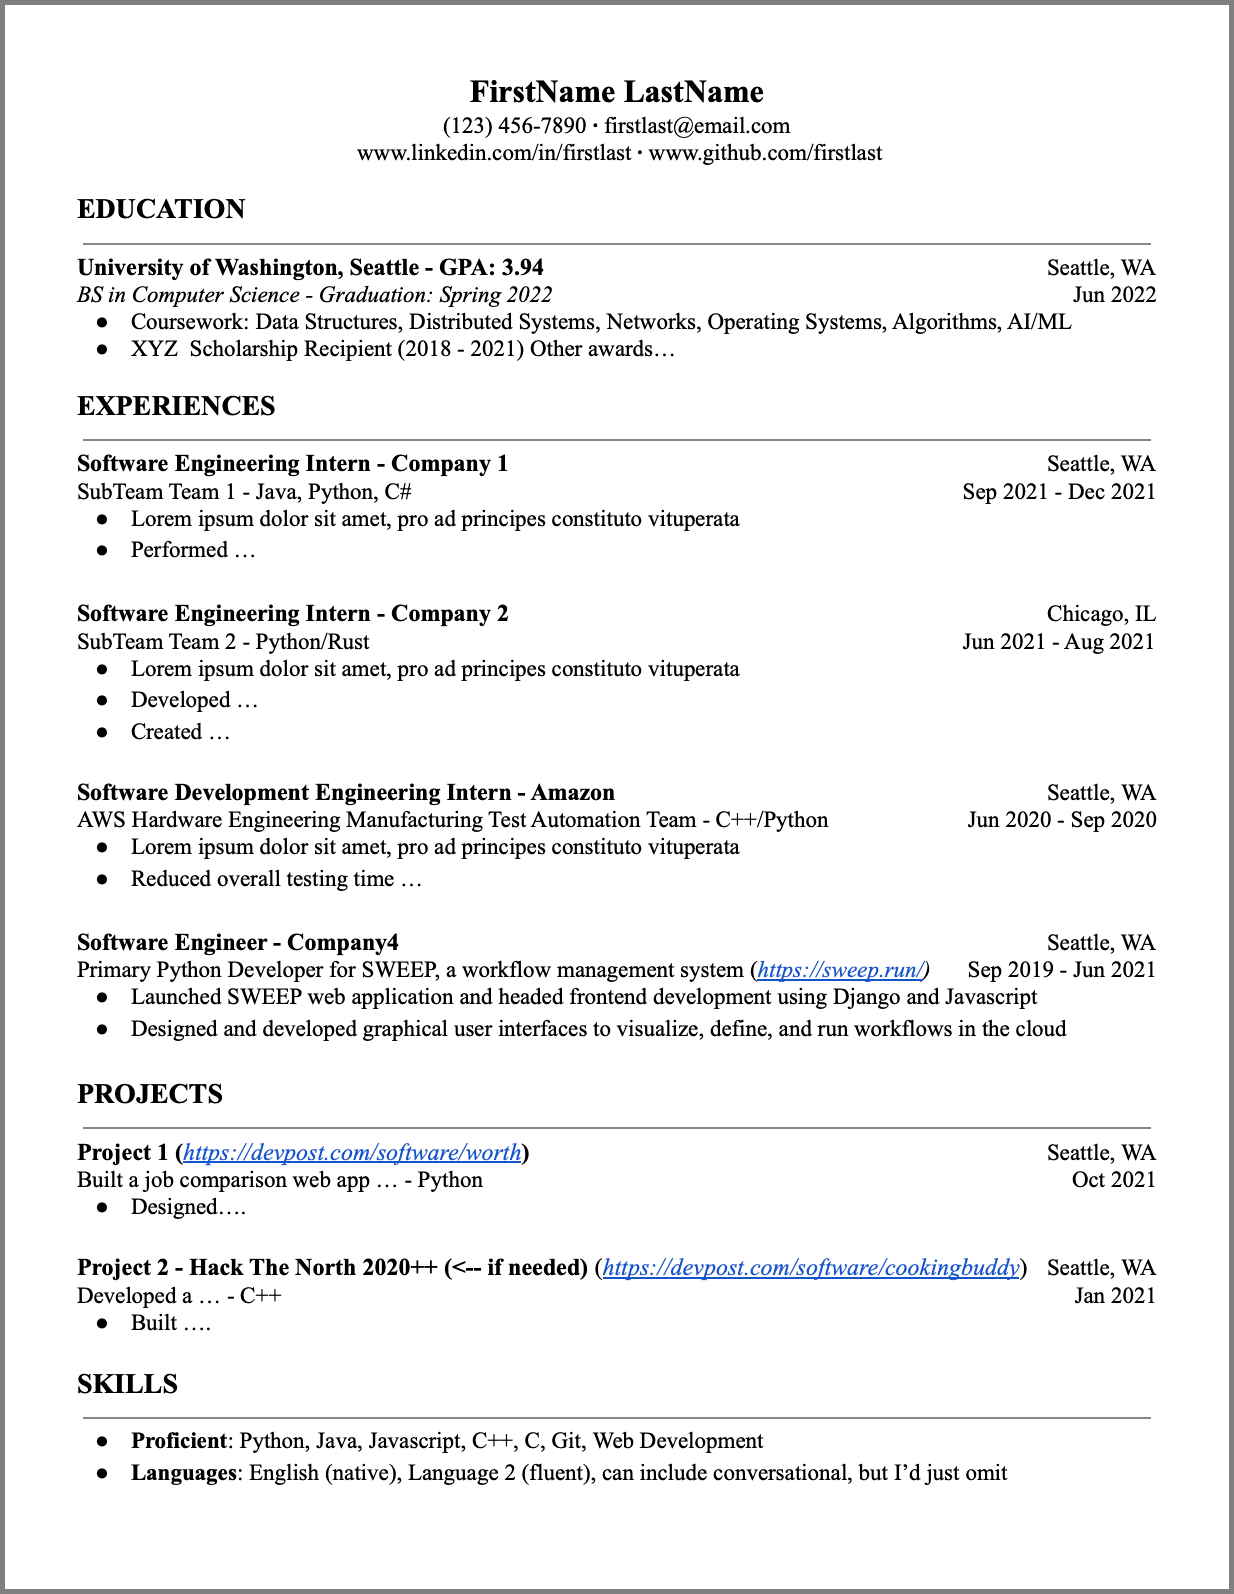 FirstName LastName
(123) 456-7890 · firstlast@email.com
www.linkedin.com/in/firstlast · www.github.com/firstlast
EDUCATION
University of Washington, Seattle - GPA: 3.94 Seattle, WA
BS in Computer Science - Graduation: Spring 2022 Jun 2022
● Coursework: Data Structures, Distributed Systems, Networks, Operating Systems, Algorithms, AI/ML
● XYZ  Scholarship Recipient (2018 - 2021) Other awards…
EXPERIENCES
Software Engineering Intern - Company 1 Seattle, WA
SubTeam Team 1 - Java, Python, C# Sep 2021 - Dec 2021
● Lorem ipsum dolor sit amet, pro ad principes constituto vituperata
● Performed …
Software Engineering Intern - Company 2 Chicago, IL
SubTeam Team 2 - Python/Rust Jun 2021 - Aug 2021
● Lorem ipsum dolor sit amet, pro ad principes constituto vituperata
● Developed …
● Created …
Software Development Engineering Intern - Amazon Seattle, WA
AWS Hardware Engineering Manufacturing Test Automation Team - C++/Python Jun 2020 - Sep 2020
● Lorem ipsum dolor sit amet, pro ad principes constituto vituperata
● Reduced overall testing time …
Software Engineer - Company4 Seattle, WA
Primary Python Developer for SWEEP, a workflow management system (https://sweep.run/) Sep 2019 - Jun 2021
● Launched SWEEP web application and headed frontend development using Django and Javascript
● Designed and developed graphical user interfaces to visualize, define, and run workflows in the cloud
PROJECTS
Project 1 (https://devpost.com/software/worth) Seattle, WA
Built a job comparison web app … - Python Oct 2021
● Designed….
Project 2 - Hack The North 2020++ (<-- if needed) (https://devpost.com/software/cookingbuddy) Seattle, WA
Developed a … - C++ Jan 2021
● Built ….
SKILLS
● Proficient: Python, Java, Javascript, C++, C, Git, Web Development
● Languages: English (native), Language 2 (fluent), can include conversational, but I’d just omit